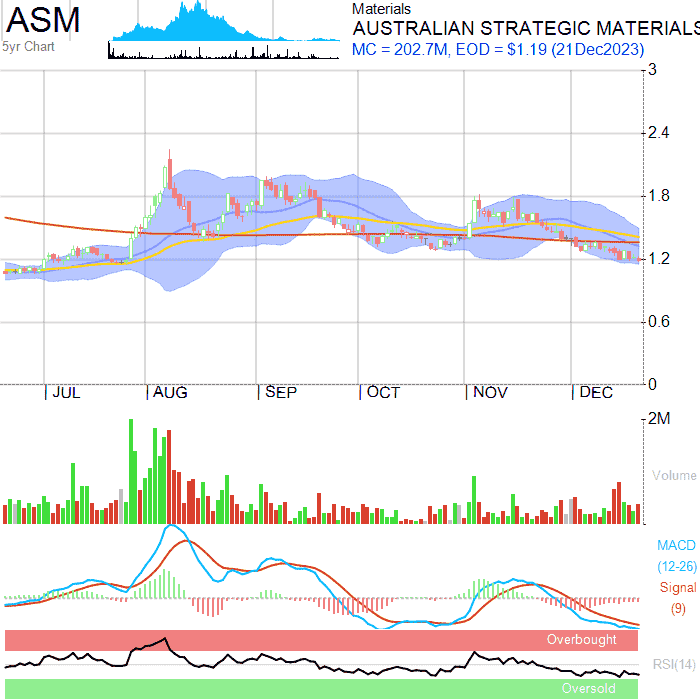 ASM
5yr Chart
Materials
AUSTRALIAN STRATEGIC MATERIALS
MC = 202.7M, EOD = $1.19 (21Dec2023)
3
2.4
1.8
1.2
0.6
0
JUL AUG SEP OCT NOV DEC
2M
Volume
MACD
(12-26)
Signal
(9)
Overbought
RSI(14)
Oversold